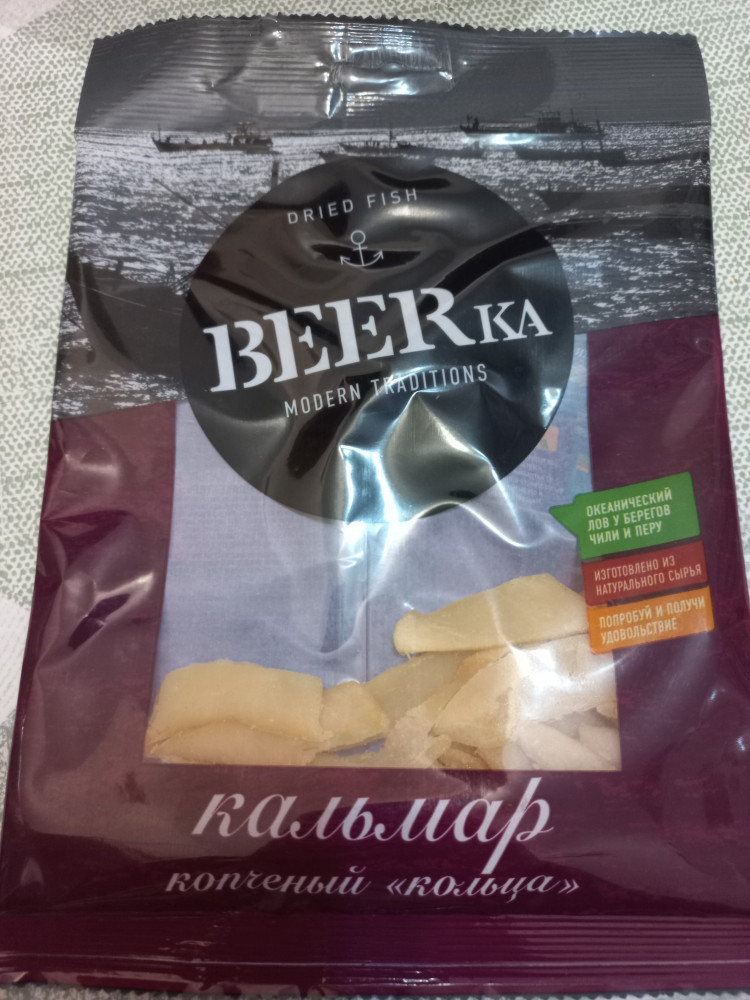 DRIED FISH
BEERKA
MODERN TRADITIONS
ОКЕАНИЧЕСКИЙ
ЛОВ У БЕРЕГОВ
ЧИЛИ И ПЕРУ
ИЗГОТОВЛЕНО ИЗ
НАТУРАЛЬНОГО СЫРЬЯ
ПОПРОБУЙ И ПОЛУЧИ
УДОВОЛЬСТВИЕ
кальмар
копченый «кольца»